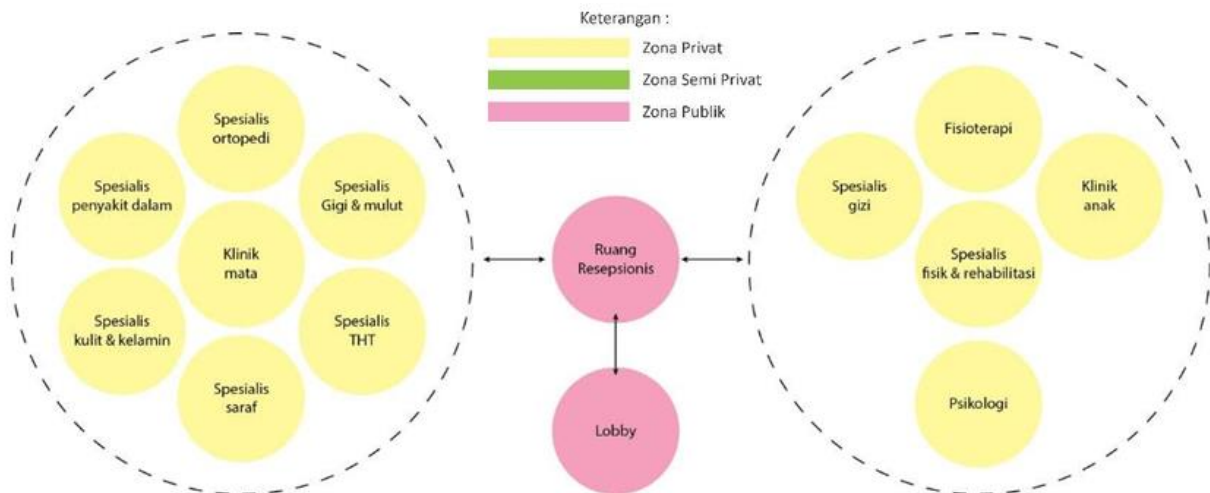 Keterangan :
Zona Privat
Zona Semi Privat
Zona Publik
Spesialis
ortopedi
Spesialis
penyakit dalam
Spesialis
Gigi & mulut
Klinik
mata
Spesialis
kulit & kelamin
Spesialis
THT
Spesialis
saraf
Ruang
Resepsionis
Lobby
Fisioterapi
Spesialis
gizi
Klinik
anak
Spesialis
fisik & rehabilitasi
Psikologi